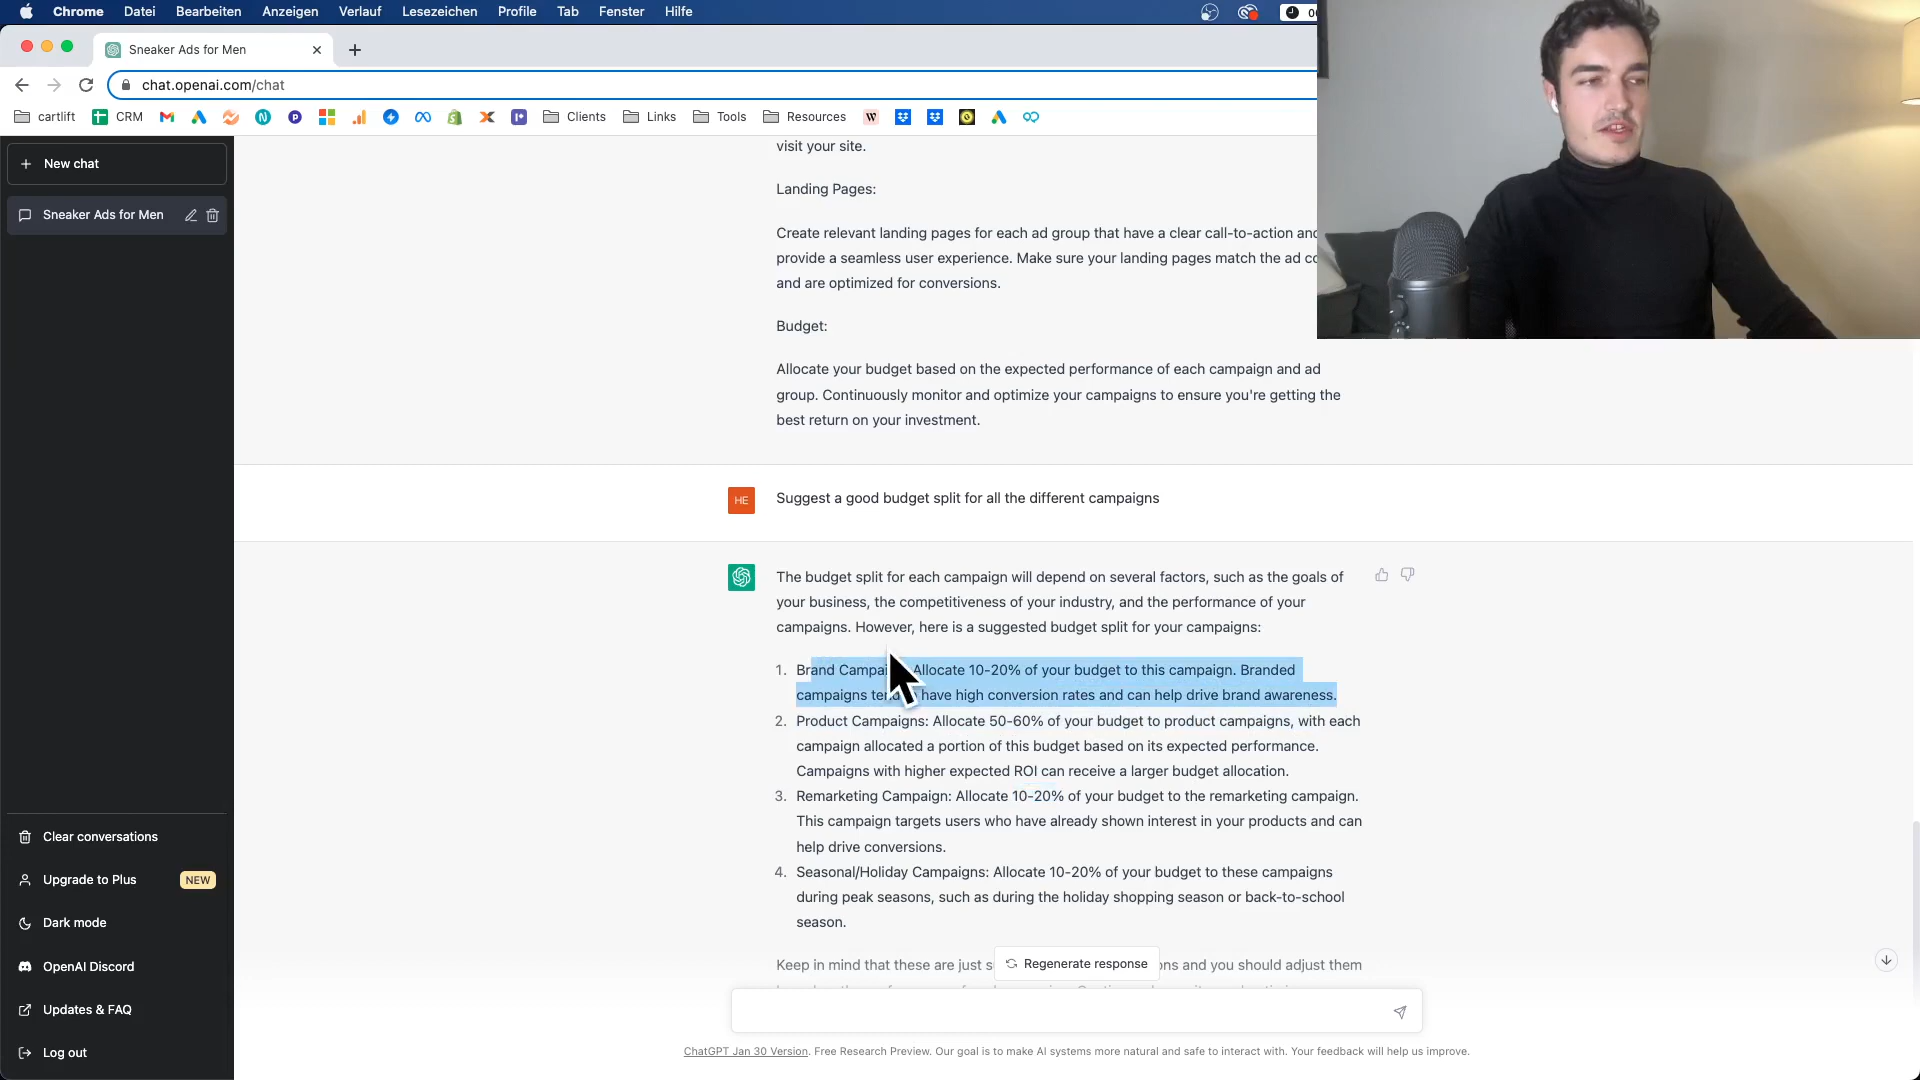 Chrome Datei Bearbeiten Anzeigen Verlauf Lesezeichen Profile Tab Fenster Hilfe
Sneaker Ads for Men
chat.openai.com/chat
cartlift CRM Clients Links Tools Resources
New chat
Sneaker Ads for Men
visit your site.
Landing Pages:
Create relevant landing pages for each ad group that have a clear call-to-action and
provide a seamless user experience. Make sure your landing pages match the ad
and are optimized for conversions.
Budget:
Allocate your budget based on the expected performance of each campaign and ad
group. Continuously monitor and optimize your campaigns to ensure you're getting the
best return on your investment.
HE
Suggest a good budget split for all the different campaigns
The budget split for each campaign will depend on several factors, such as the goals of
your business, the competitiveness of your industry, and the performance of your
campaigns. However, here is a suggested budget split for your campaigns:
1. Brand Campai Allocate 10-20% of your budget to this campaign. Branded
campaigns ten have high conversion rates and can help drive brand awareness.
2. Product Campaigns: Allocate 50-60% of your budget to product campaigns, with each
campaign allocated a portion of this budget based on its expected performance.
Campaigns with higher expected ROI can receive a larger budget allocation.
3. Remarketing Campaign: Allocate 10-20% of your budget to the remarketing campaign.
This campaign targets users who have already shown interest in your products and can
help drive conversions.
4. Seasonal/Holiday Campaigns: Allocate 10-20% of your budget to these campaigns
during peak seasons, such as during the holiday shopping season or back-to-school
season.
Keep in mind that these are just s
Regenerate response
ons and you should adjust them
Clear conversations
Upgrade to Plus NEW
Dark mode
OpenAI Discord
Updates & FAQ
Log out
ChatGPT Jan 30 Version. Free Research Preview. Our goal is to make AI systems more natural and safe to interact with. Your feedback will help us improve.